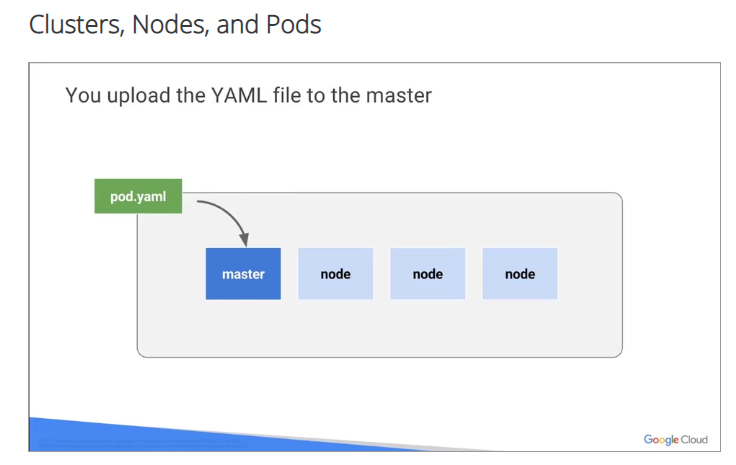 Clusters, Nodes, and Pods
You upload the YAML file to the master
pod.yaml
master
node
node
node
Google Cloud